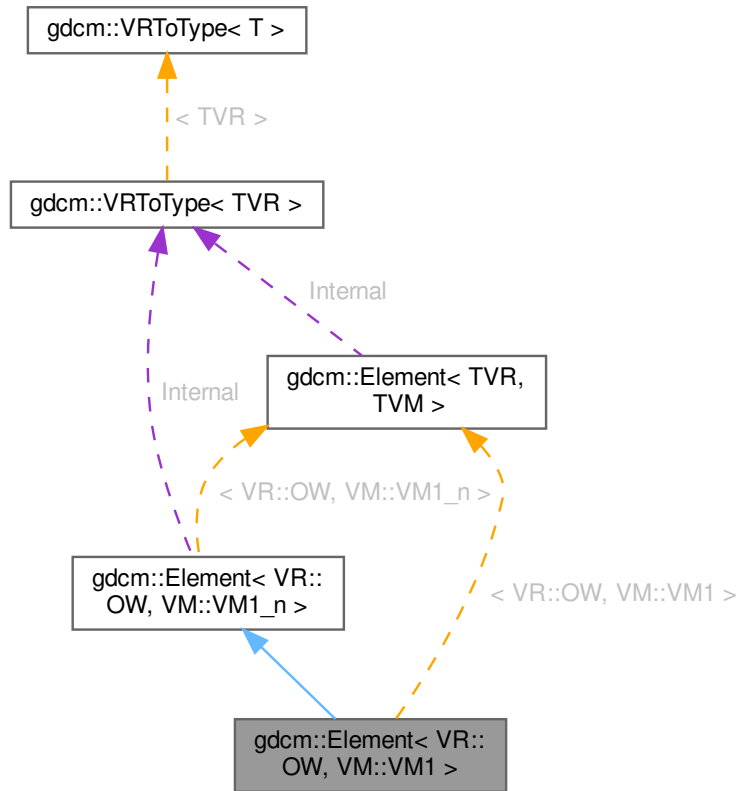 gdcm::VRToType< T >
< TVR >
gdcm::VRToType< TVR >
Internal
gdcm::Element< TVR,
TVM >
Internal
< VR::OW, VM::VM1_n >
gdcm::Element< VR::
OW, VM::VM1_n >
< VR::OW, VM::VM1 >
gdcm::Element< VR::
OW, VM::VM1 >